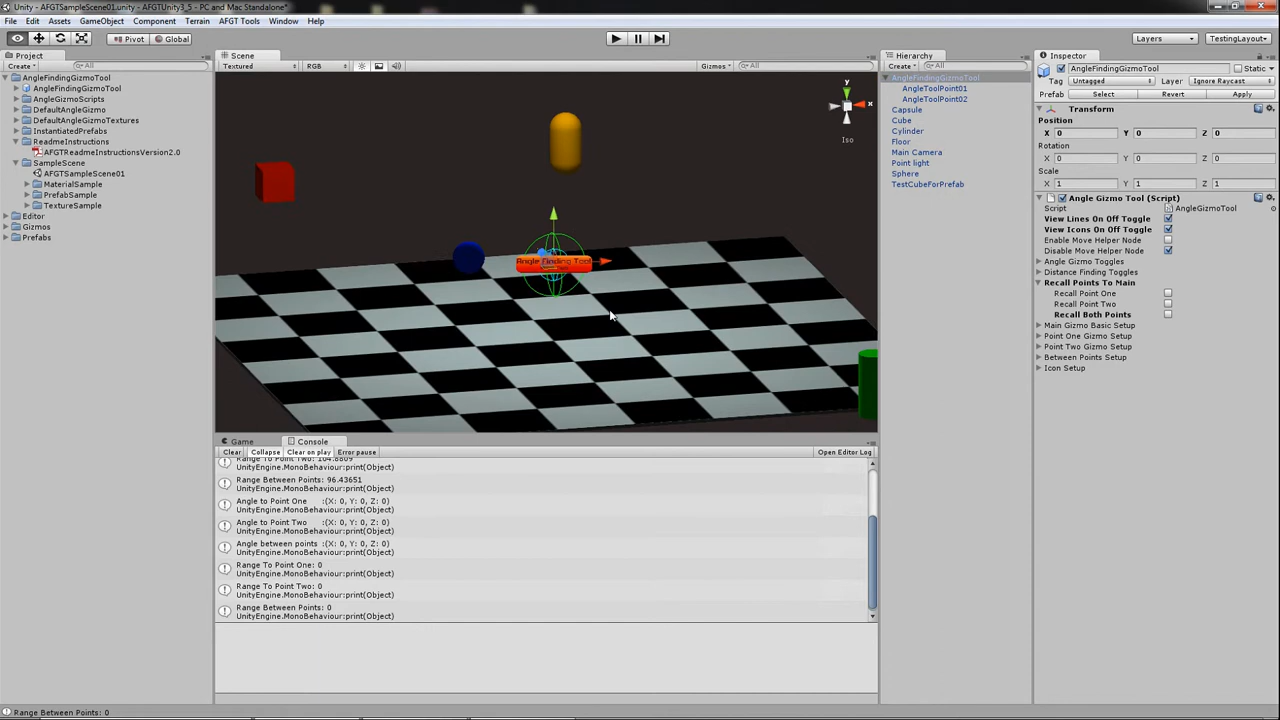 Unity - AFGTSampleScene01.unity - AFGTUnity3_5 - PC and Mac Standalone*
File Edit Assets GameObject Component Terrain AFGT Tools Window Help
Pivot Global Layers TestingLayout
Project
Create All
AngleFindingGizmoTool
AngleFindingGizmoTool
AngleGizmoScripts
DefaultAngleGizmo
DefaultAngleGizmoTextures
InstantiatedPrefabs
ReadmeInstructions
AFGTReadmeInstructionsVersion2.0
SampleScene
AFGTSampleScene01
MaterialSample
PrefabSample
TextureSample
Editor
Gizmos
Prefabs
Scene
Textured RGB Gizmos All
y
x
Iso
Angle Finding Tool
Game Console
Clear Collapse Clear on play Error pause Open Editor Log
Range To Point Two: 104.8809
UnityEngine.MonoBehaviour:print(Object)
Range Between Points: 96.43651
UnityEngine.MonoBehaviour:print(Object)
Angle to Point One :(X: 0, Y: 0, Z: 0)
UnityEngine.MonoBehaviour:print(Object)
Angle to Point Two :(X: 0, Y: 0, Z: 0)
UnityEngine.MonoBehaviour:print(Object)
Angle between points :(X: 0, Y: 0, Z: 0)
UnityEngine.MonoBehaviour:print(Object)
Range To Point One: 0
UnityEngine.MonoBehaviour:print(Object)
Range To Point Two: 0
UnityEngine.MonoBehaviour:print(Object)
Range Between Points: 0
UnityEngine.MonoBehaviour:print(Object)
Range Between Points: 0
Hierarchy
Create All
AngleFindingGizmoTool
AngleToolPoint01
AngleToolPoint02
Capsule
Cube
Cylinder
Floor
Main Camera
Point light
Sphere
TestCubeForPrefab
Inspector
AngleFindingGizmoTool Static
Tag Untagged Layer Ignore Raycast
Prefab Select Revert Apply
Transform
Position
X 0 Y 0 Z 0
Rotation
X 0 Y 0 Z 0
Scale
X 1 Y 1 Z 1
Angle Gizmo Tool (Script)
Script AngleGizmoTool
View Lines On Off Toggle
View Icons On Off Toggle
Enable Move Helper Node
Disable Move Helper Node
Angle Gizmo Toggles
Distance Finding Toggles
Recall Points To Main
Recall Point One
Recall Point Two
Recall Both Points
Main Gizmo Basic Setup
Point One Gizmo Setup
Point Two Gizmo Setup
Between Points Setup
Icon Setup